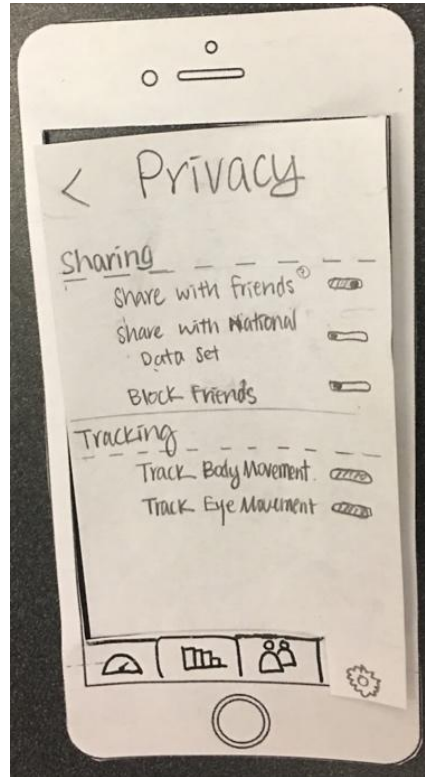 < Privacy
Sharing
Share with friends
Share with National
Data Set
Block Friends
Tracking
Track Body Movement
Track Eye Movement